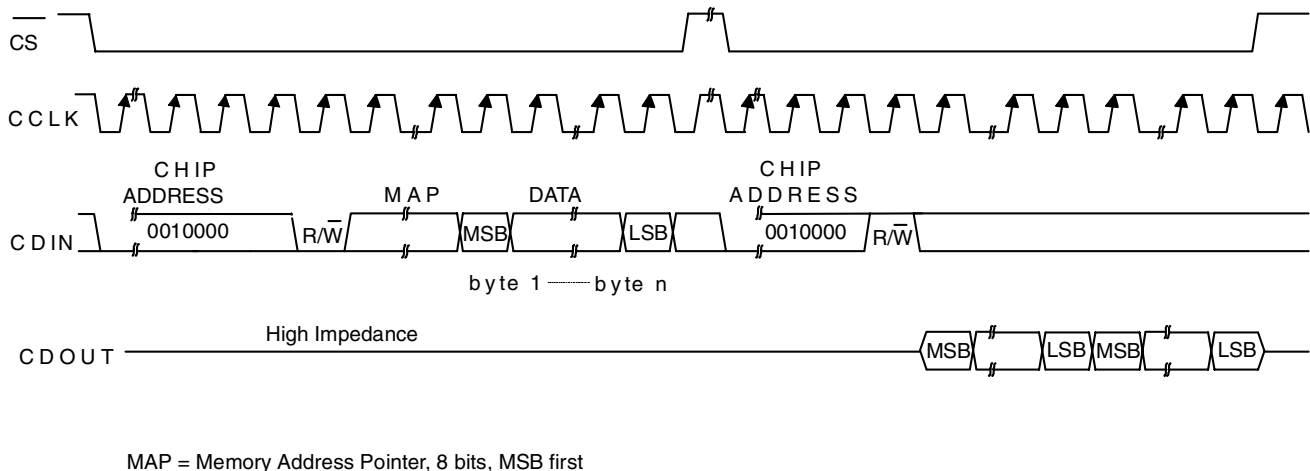 CS
CCLK
CHIP
ADDRESS
MAP
DATA
CHIP
ADDRESS
CDIN
0010000
R/W̅
MSB
LSB
0010000
R/W̅
byte 1 byte n
High Impedance
CDOUT
MSB
LSB
MSB
LSB
MAP = Memory Address Pointer, 8 bits, MSB first